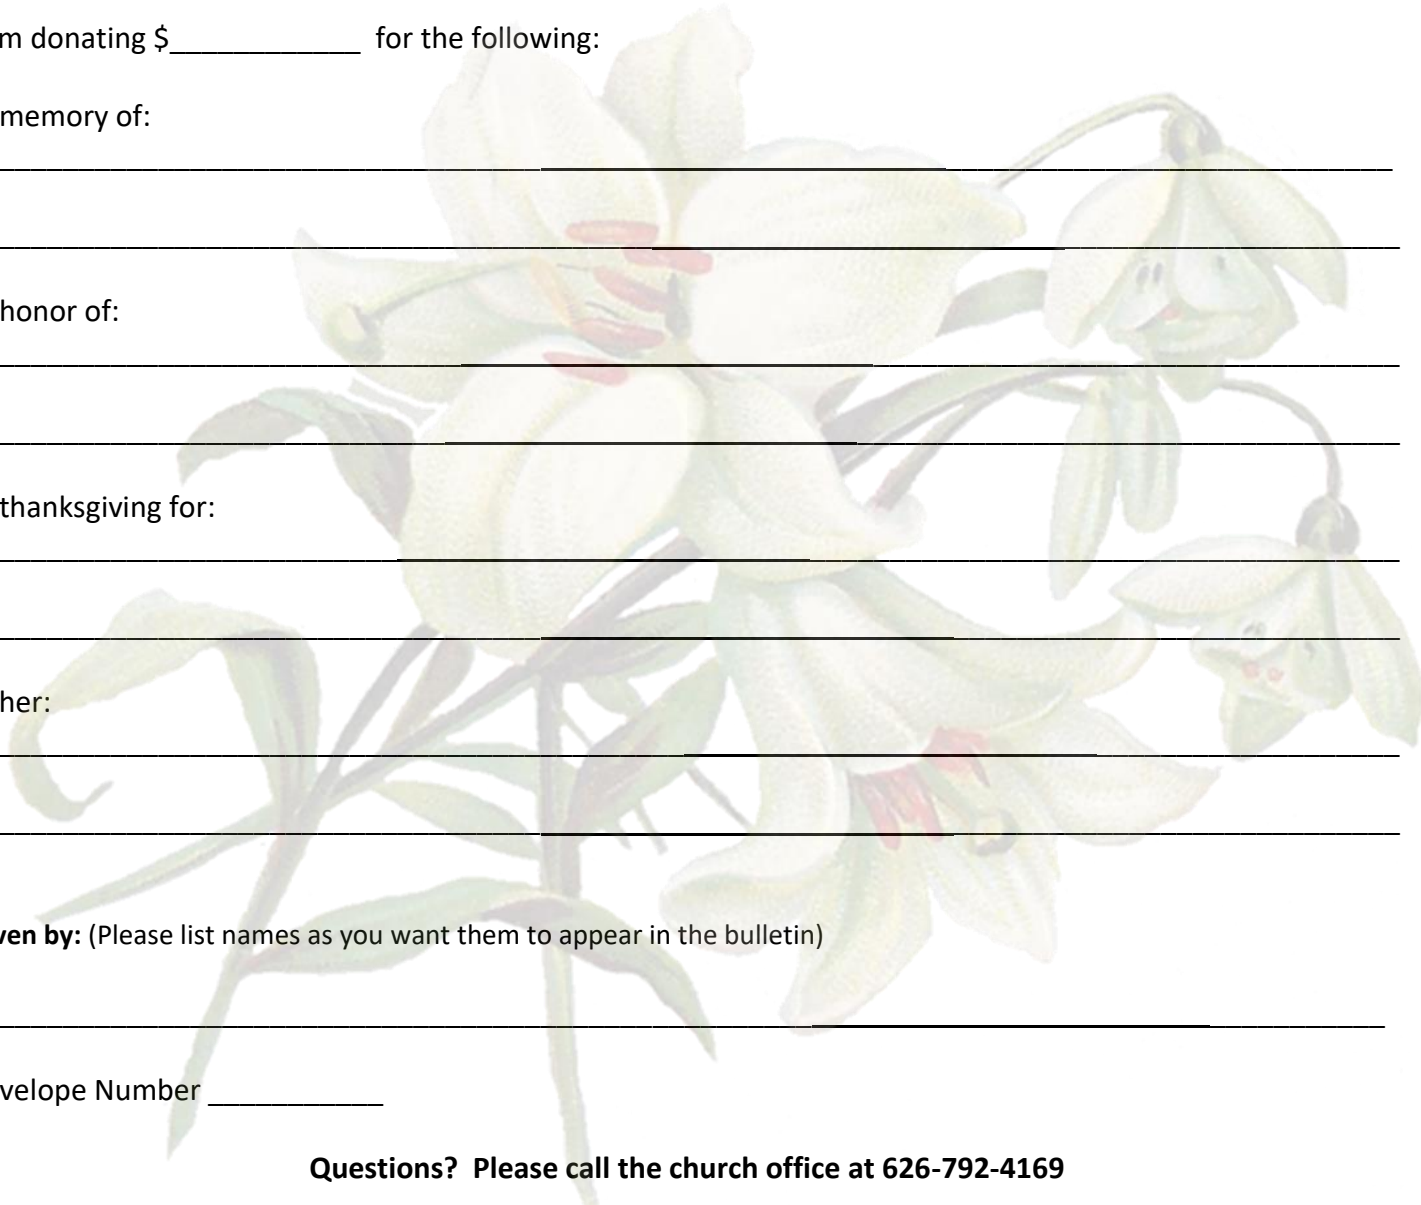 m donating $____________ for the following:
memory of:
honor of:
thanksgiving for:
her:
ven by: (Please list names as you want them to appear in the bulletin)
velope Number ___________
Questions? Please call the church office at 626-792-4169